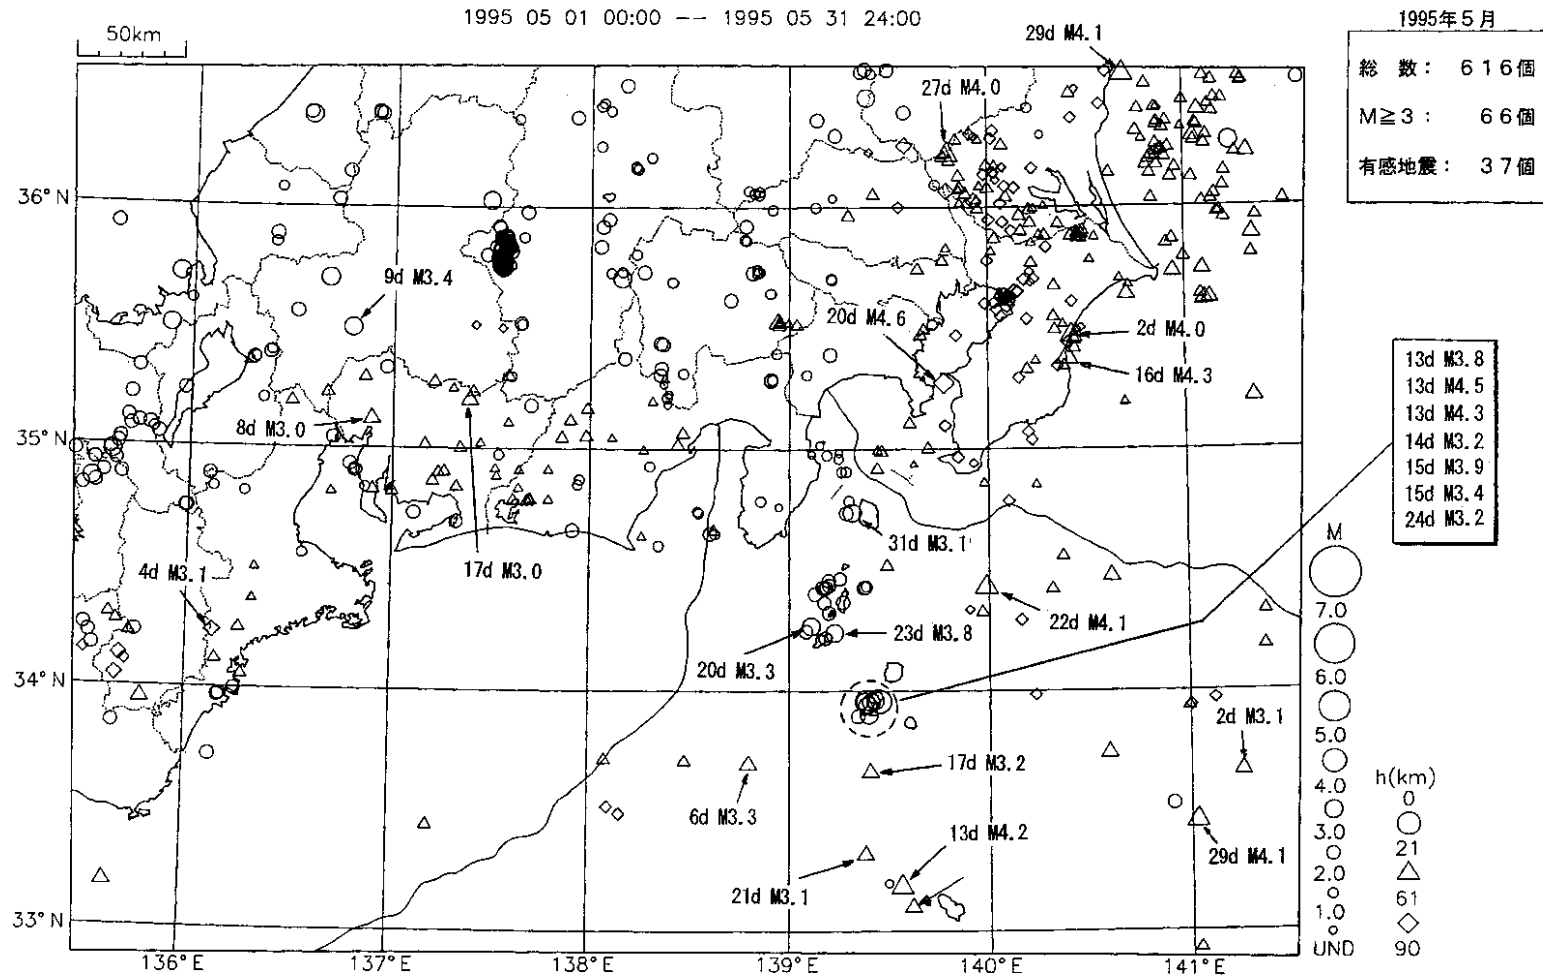 1995 05 01 00:00 -- 1995 05 31 24:00
50km
1995年5月
総 数： 616個
M≧3： 66個
有感地震： 37個
29d M4.1
27d M4.0
36°N
9d M3.4
20d M4.6
2d M4.0
16d M4.3
8d M3.0
35°N
13d M3.8
13d M4.5
13d M4.3
14d M3.2
15d M3.9
15d M3.4
24d M3.2
31d M3.1
4d M3.1
17d M3.0
22d M4.1
23d M3.8
20d M3.3
34°N
2d M3.1
17d M3.2
6d M3.3
13d M4.2
29d M4.1
21d M3.1
33°N
136°E
137°E
138°E
139°E
140°E
141°E
M
7.0
6.0
5.0
4.0
3.0
2.0
1.0
UND
h(km)
0
21
61
90